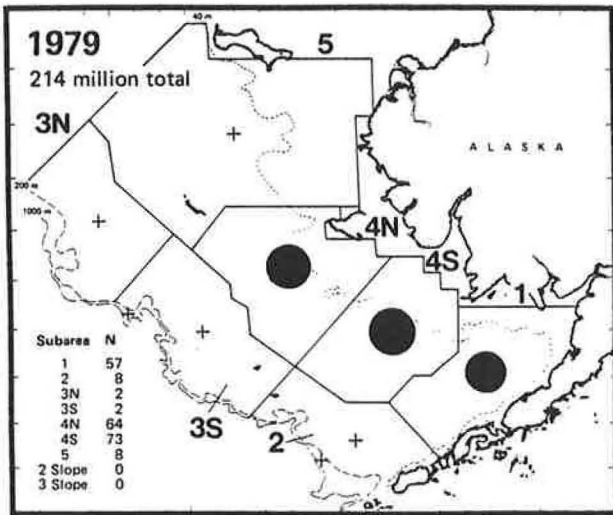 40 m
1979
5
214 million total
3N
A L A S K A
200 m
1000 m
4N
4S
1
Subarea N
1 57
2 8
3N 2
3S 2
4N 64
4S 73
5 8
2 Slope 0
3 Slope 0
3S
2